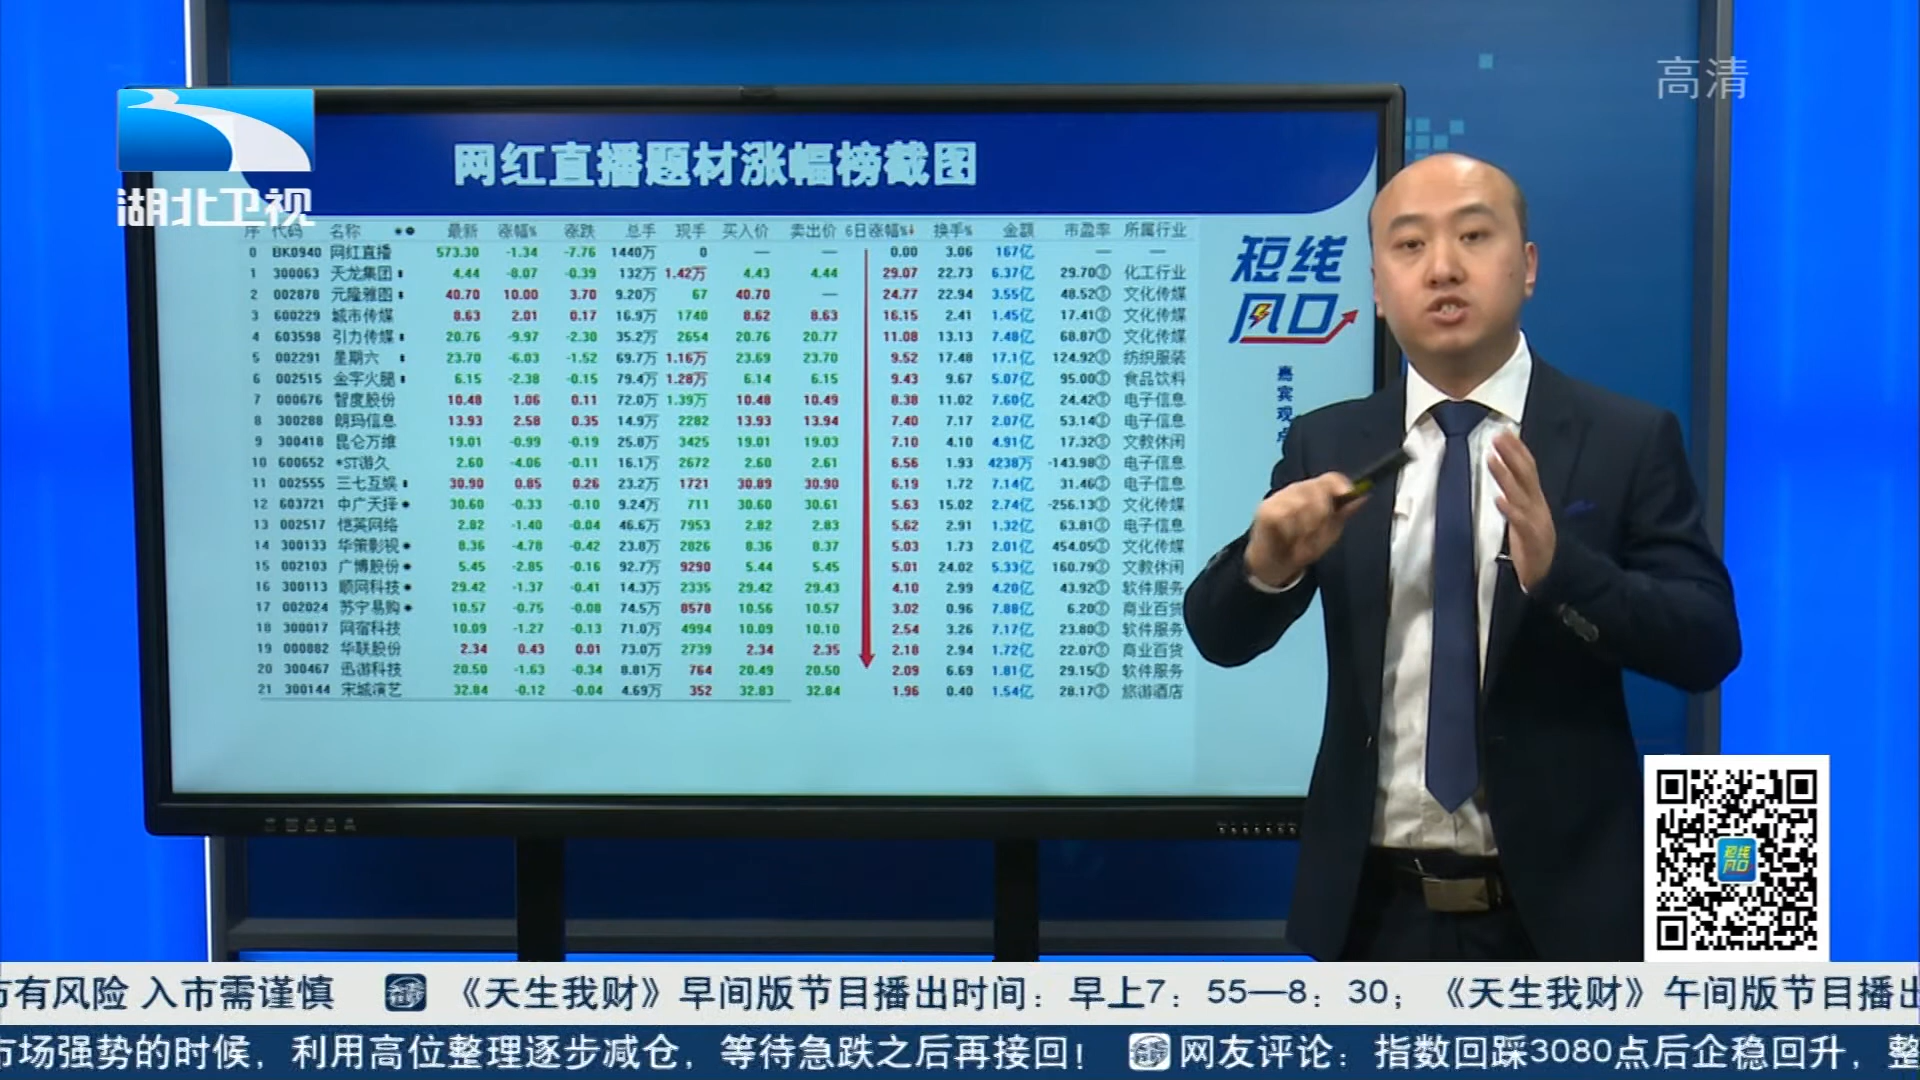 高清
湖北卫视
网红直播题材涨幅榜截图
序 代码 名称 最新 涨幅% 涨跌 总手 现手 买入价 卖出价 6日涨幅%↓ 换手% 金额 市盈率 所属行业
0 BK0940 网红直播 573.30 -1.34 -7.76 1440万 0 — — 0.00 3.06 167亿 — —
1 300063 天龙集团 4.44 -8.07 -0.39 132万 1.42万 4.43 4.44 29.07 22.73 6.37亿 29.70 化工行业
2 002878 元隆雅图 40.70 10.00 3.70 9.20万 67 40.70 — 24.77 22.94 3.55亿 48.52 文化传媒
3 600229 城市传媒 8.63 2.01 0.17 16.9万 1740 8.62 8.63 16.15 2.41 1.45亿 17.41 文化传媒
4 603598 引力传媒 20.76 -9.97 -2.30 35.2万 2654 20.76 20.77 11.08 13.13 7.48亿 68.87 文化传媒
5 002291 星期六 23.70 -6.03 -1.52 69.7万 1.16万 23.69 23.70 9.52 17.48 17.1亿 124.92 纺织服装
6 002515 金字火腿 6.15 -2.38 -0.15 79.4万 1.28万 6.14 6.15 9.43 9.67 5.07亿 95.00 食品饮料
7 000676 智度股份 10.48 1.06 0.11 72.0万 1.39万 10.48 10.49 8.38 11.02 7.60亿 24.42 电子信息
8 300288 朗玛信息 13.93 2.58 0.35 14.9万 2282 13.93 13.94 7.40 7.17 2.07亿 53.14 电子信息
9 300418 昆仑万维 19.01 -0.99 -0.19 25.8万 3425 19.01 19.03 7.10 4.10 4.91亿 17.32 文教休闲
10 600652 *ST游久 2.60 -4.06 -0.11 16.1万 2672 2.60 2.61 6.56 1.93 4238万 -143.98 电子信息
11 002555 三七互娱 30.90 0.85 0.26 23.2万 1721 30.89 30.90 6.19 1.72 7.14亿 31.46 电子信息
12 603721 中广天择 30.60 -0.33 -0.10 9.24万 711 30.60 30.61 5.63 15.02 2.74亿 -256.13 文化传媒
13 002517 恺英网络 2.82 -1.40 -0.04 46.6万 7953 2.82 2.83 5.62 2.91 1.32亿 63.81 电子信息
14 300133 华策影视 8.36 -4.78 -0.42 23.8万 2826 8.36 8.37 5.03 1.73 2.01亿 454.05 文化传媒
15 002103 广博股份 5.45 -2.85 -0.16 92.7万 9290 5.44 5.45 5.01 24.02 5.33亿 160.79 文教休闲
16 300113 顺网科技 29.42 -1.37 -0.41 14.3万 2335 29.42 29.43 4.10 2.99 4.20亿 43.92 软件服务
17 002024 苏宁易购 10.57 -0.75 -0.08 74.5万 8578 10.56 10.57 3.02 0.96 7.88亿 6.20 商业百货
18 300017 网宿科技 10.09 -1.27 -0.13 71.0万 4994 10.09 10.10 2.54 3.26 7.17亿 23.80 软件服务
19 000882 华联股份 2.34 0.43 0.01 73.0万 2739 2.34 2.35 2.18 2.94 1.72亿 22.07 商业百货
20 300467 迅游科技 20.50 -1.63 -0.34 8.81万 764 20.49 20.50 2.09 6.69 1.81亿 29.15 软件服务
21 300144 宋城演艺 32.84 -0.12 -0.04 4.69万 352 32.83 32.84 1.96 0.40 1.54亿 28.17 旅游酒店
短线
风口
嘉宾观点
短线
风口
市有风险 入市需谨慎 《天生我财》早间版节目播出时间：早上7：55—8：30；《天生我财》午间版节目播出
市场强势的时候，利用高位整理逐步减仓，等待急跌之后再接回！ 网友评论：指数回踩3080点后企稳回升，整